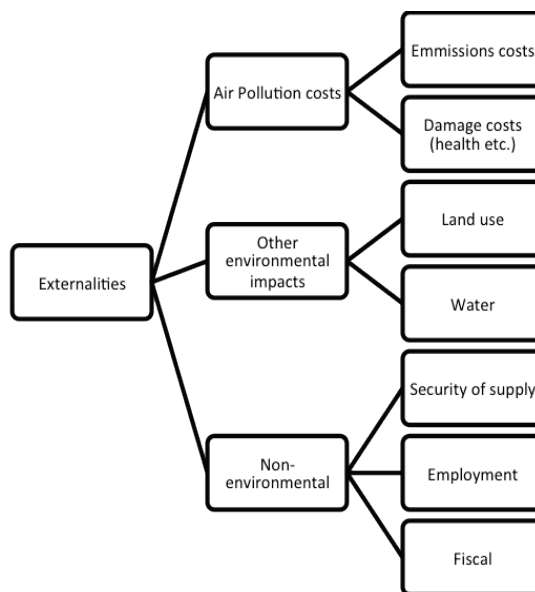 Externalities
Air Pollution costs
Emmissions costs
Damage costs
(health etc.)
Other
environmental
impacts
Land use
Water
Non-
environmental
Security of supply
Employment
Fiscal